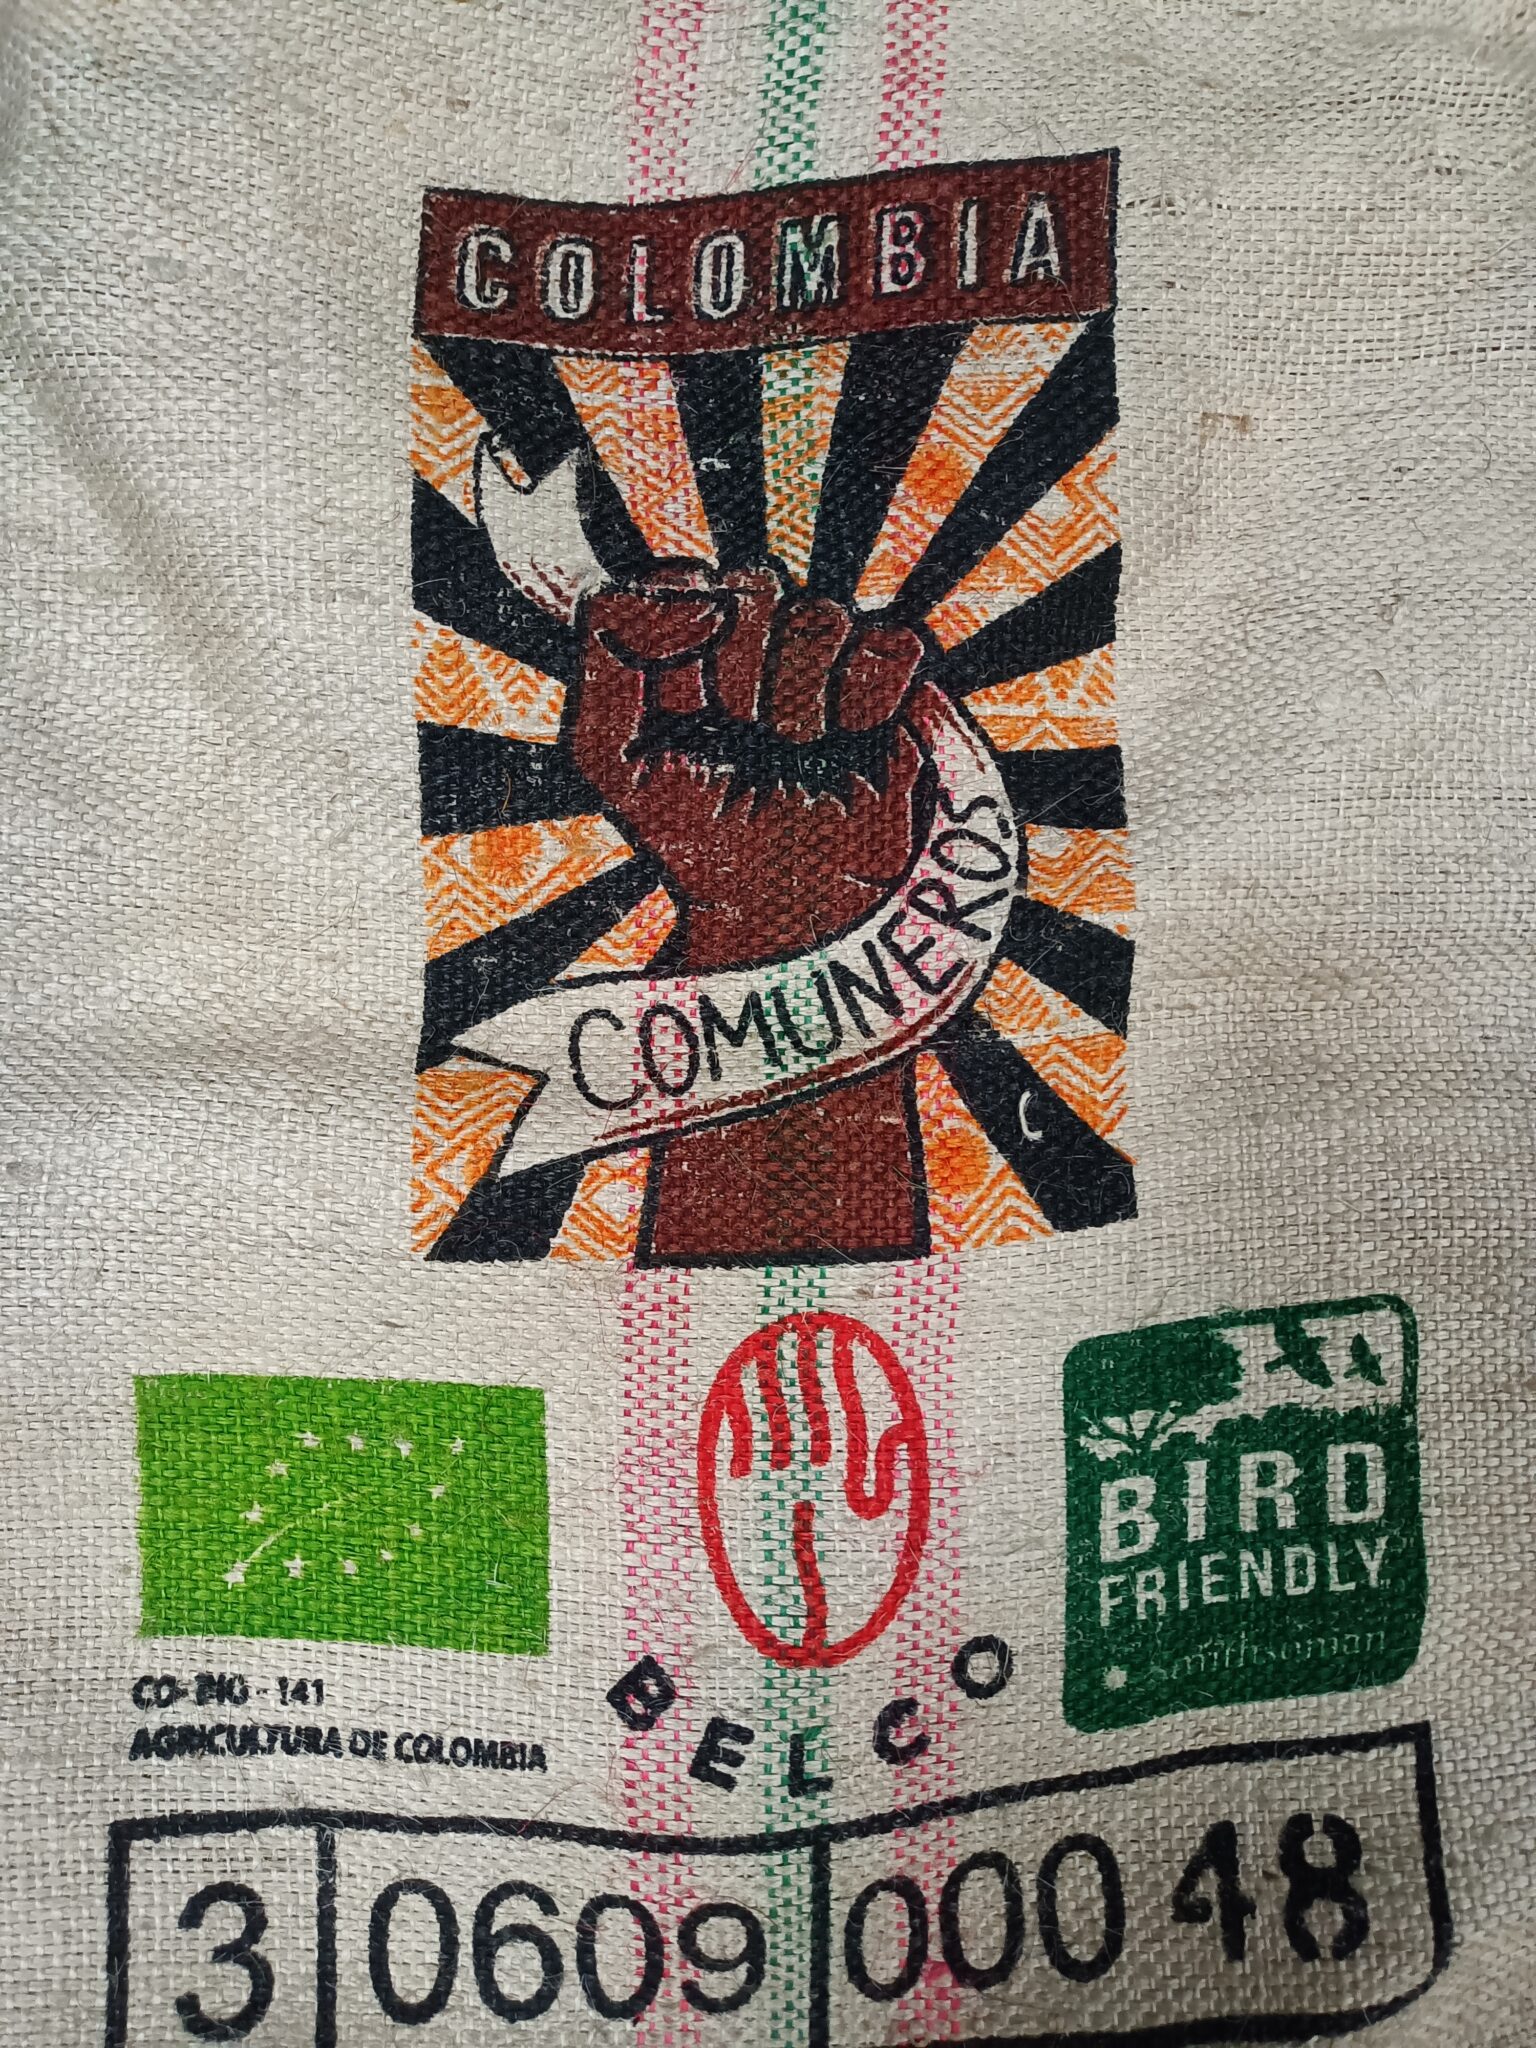 COLOMBIA
COMUNEROS
BIRD
FRIENDLY
Smithsonian
CO-BIO-141
AGRICULTURA DE COLOMBIA
BELCO
3 0609 00048